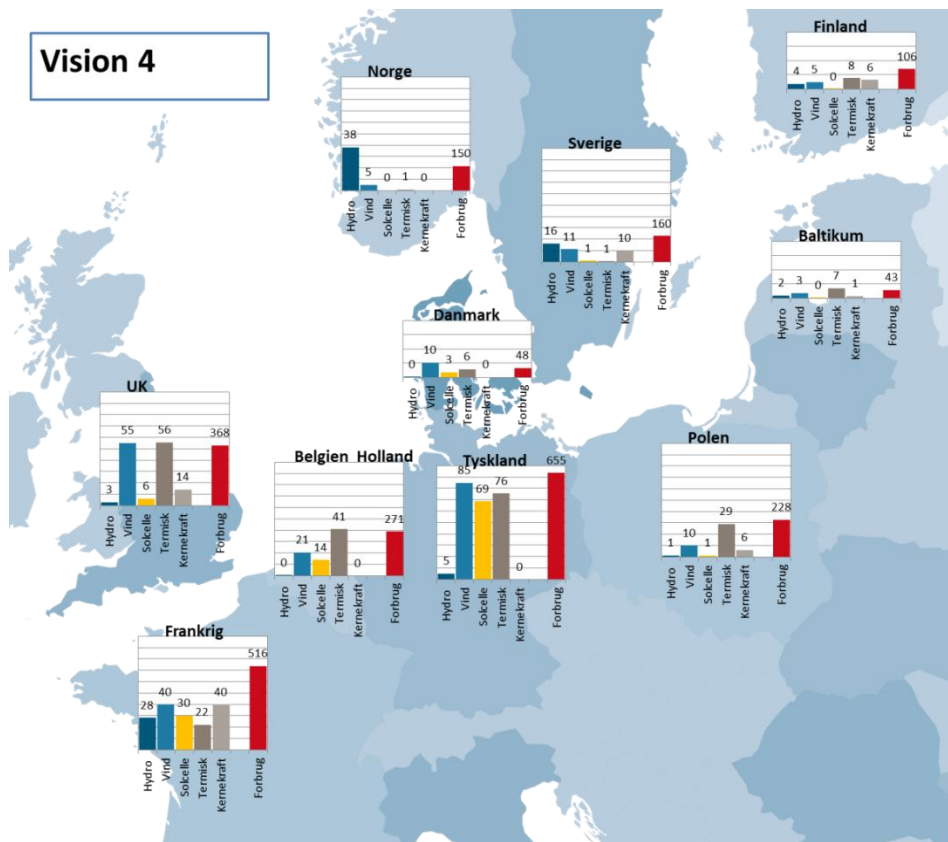 Vision 4
Finland
4 5 0 8 6 106
Hydro Vind Solcelle Termisk Kernekraft Forbrug
Norge
38 5 0 1 0 150
Hydro Vind Solcelle Termisk Kernekraft Forbrug
Sverige
16 11 1 1 10 160
Hydro Vind Solcelle Termisk Kernekraft Forbrug
Baltikum
2 3 0 7 1 43
Hydro Vind Solcelle Termisk Kernekraft Forbrug
Danmark
0 10 3 6 0 48
Hydro Vind Solcelle Termisk Kernekraft Forbrug
UK
3 55 6 56 14 368
Hydro Vind Solcelle Termisk Kernekraft Forbrug
Belgien Holland
0 21 14 41 0 271
Hydro Vind Solcelle Termisk Kernekraft Forbrug
Tyskland
5 85 69 76 0 655
Hydro Vind Solcelle Termisk Kernekraft Forbrug
Polen
1 10 1 29 6 228
Hydro Vind Solcelle Termisk Kernekraft Forbrug
Frankrig
28 40 30 22 40 516
Hydro Vind Solcelle Termisk Kernekraft Forbrug